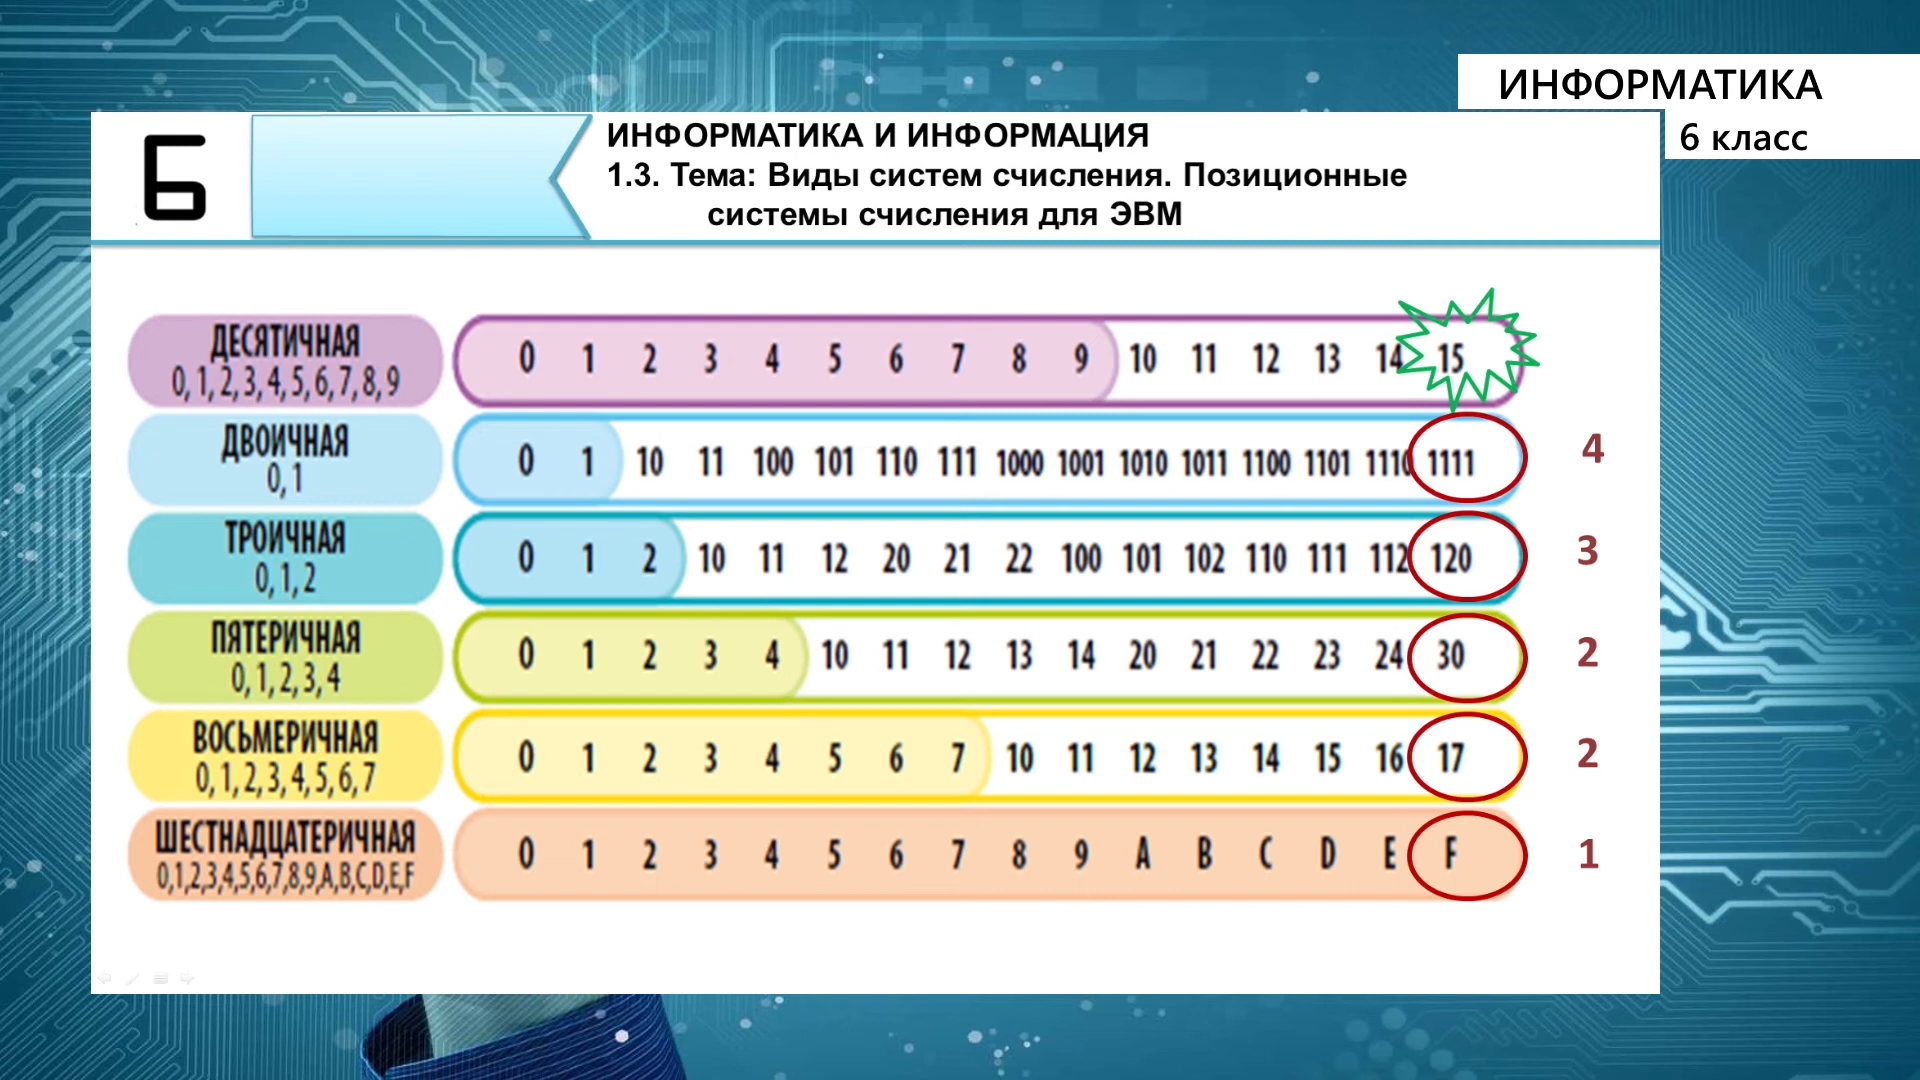 ИНФОРМАТИКА
6 класс
Б
ИНФОРМАТИКА И ИНФОРМАЦИЯ
1.3. Тема: Виды систем счисления. Позиционные
системы счисления для ЭВМ
ДЕСЯТИЧНАЯ
0, 1, 2, 3, 4, 5, 6, 7, 8, 9
0 1 2 3 4 5 6 7 8 9 10 11 12 13 14 15
ДВОИЧНАЯ
0, 1
0 1 10 11 100 101 110 111 1000 1001 1010 1011 1100 1101 1110 1111
4
ТРОИЧНАЯ
0, 1, 2
0 1 2 10 11 12 20 21 22 100 101 102 110 111 112 120
3
ПЯТЕРИЧНАЯ
0, 1, 2, 3, 4
0 1 2 3 4 10 11 12 13 14 20 21 22 23 24 30
2
ВОСЬМЕРИЧНАЯ
0, 1, 2, 3, 4, 5, 6, 7
0 1 2 3 4 5 6 7 10 11 12 13 14 15 16 17
2
ШЕСТНАДЦАТЕРИЧНАЯ
0,1,2,3,4,5,6,7,8,9,A,B,C,D,E,F
0 1 2 3 4 5 6 7 8 9 A B C D E F
1